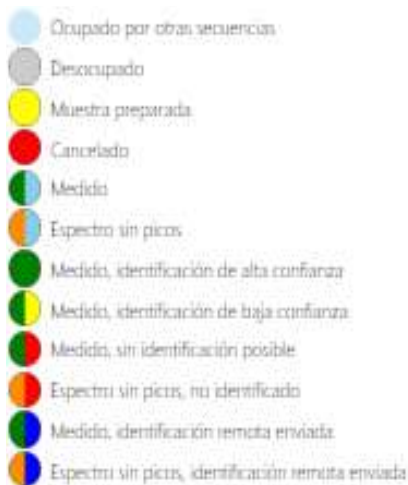 Ocupado por otras secuencias
Desocupado
Muestra preparada
Cancelado
Medido
Espectro sin picos
Medido, identificación de alta confianza
Medido, identificación de baja confianza
Medido, sin identificación posible
Espectro sin picos, no identificado
Medido, identificación remota enviada
Espectro sin picos, identificación remota enviada